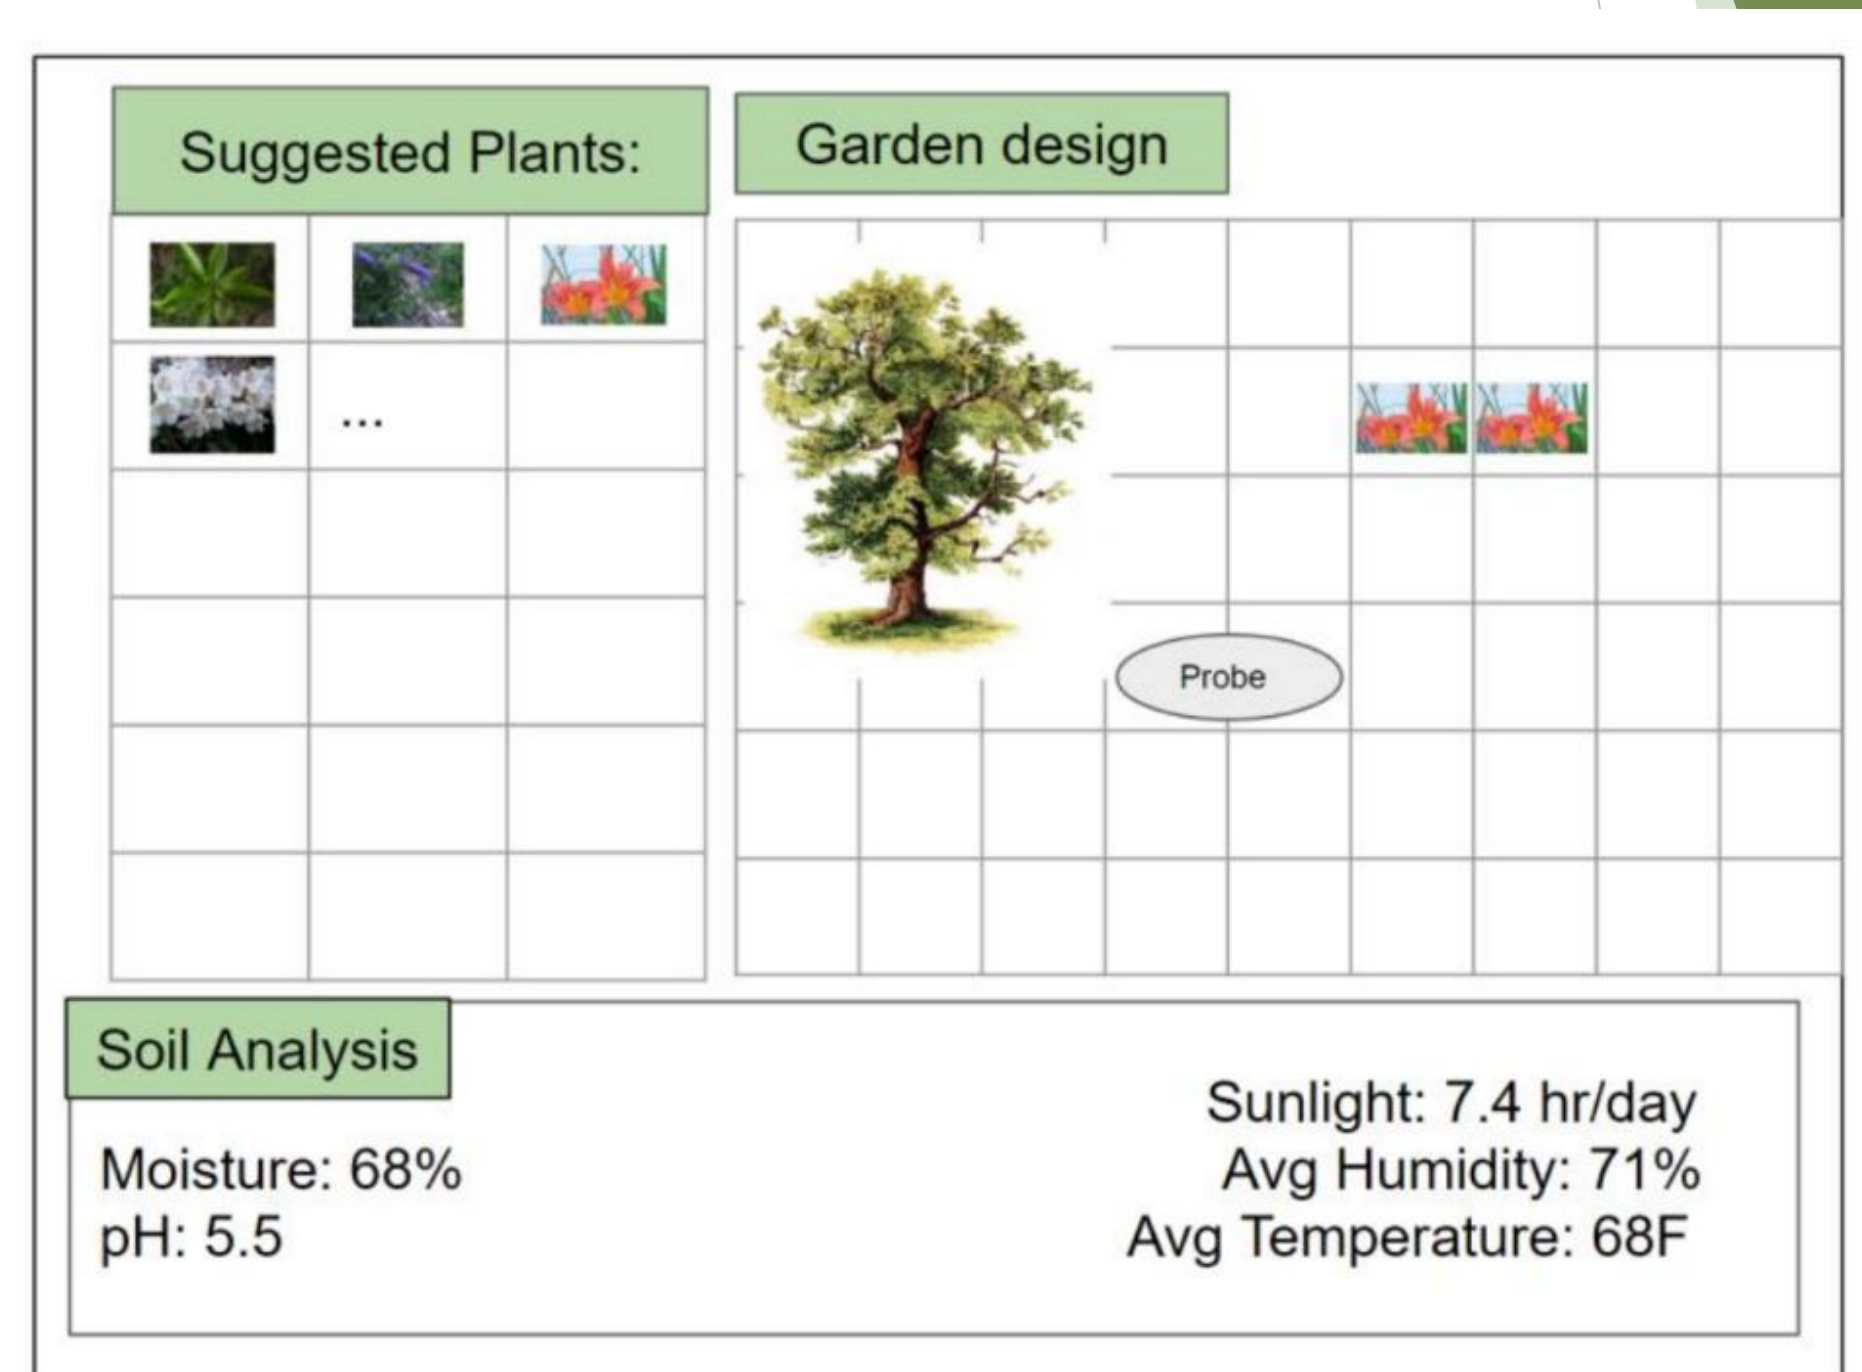 Suggested Plants:
Garden design
...
Probe
Soil Analysis
Moisture: 68%
pH: 5.5
Sunlight: 7.4 hr/day
Avg Humidity: 71%
Avg Temperature: 68F